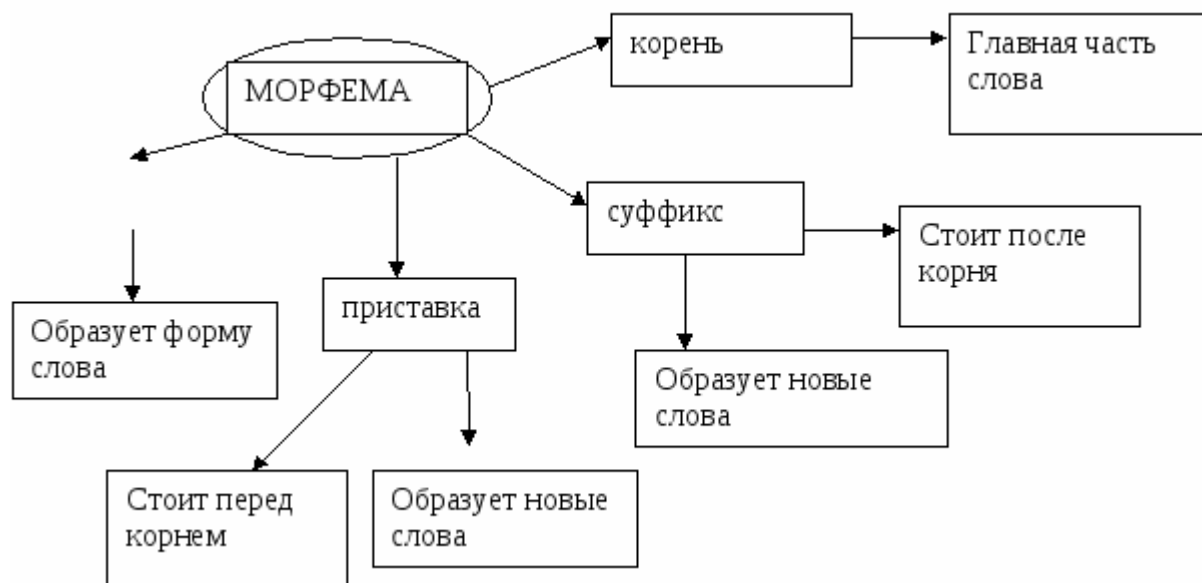 МОРФЕМА
корень
Главная часть
слова
суффикс
Стоит после
корня
приставка
Образует форму
слова
Образует новые
слова
Стоит перед
корнем
Образует новые
слова